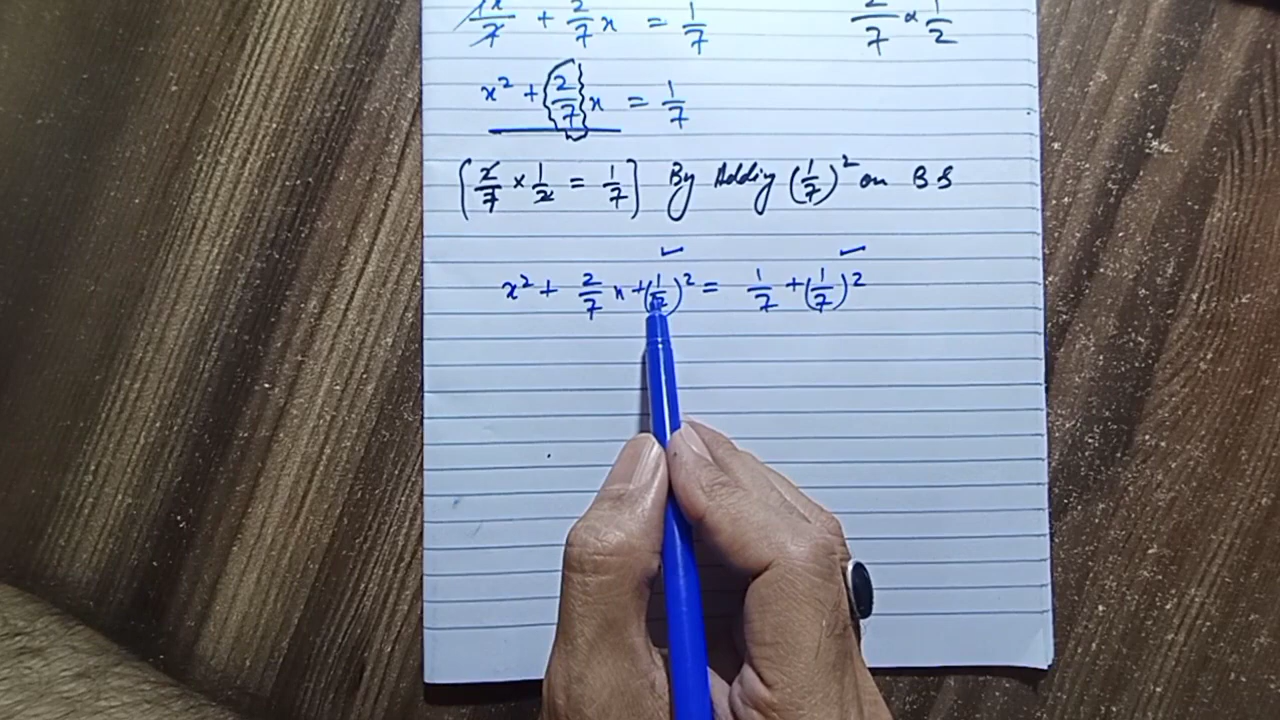 x²/7 + 2/7 x = 1/7
2/7 × 1/2
x² + 2/7 x = 1/7
[2/7 × 1/2 = 1/7] By Adding (1/7)² on B S
x² + 2/7 x + (1/7)² = 1/7 + (1/7)²